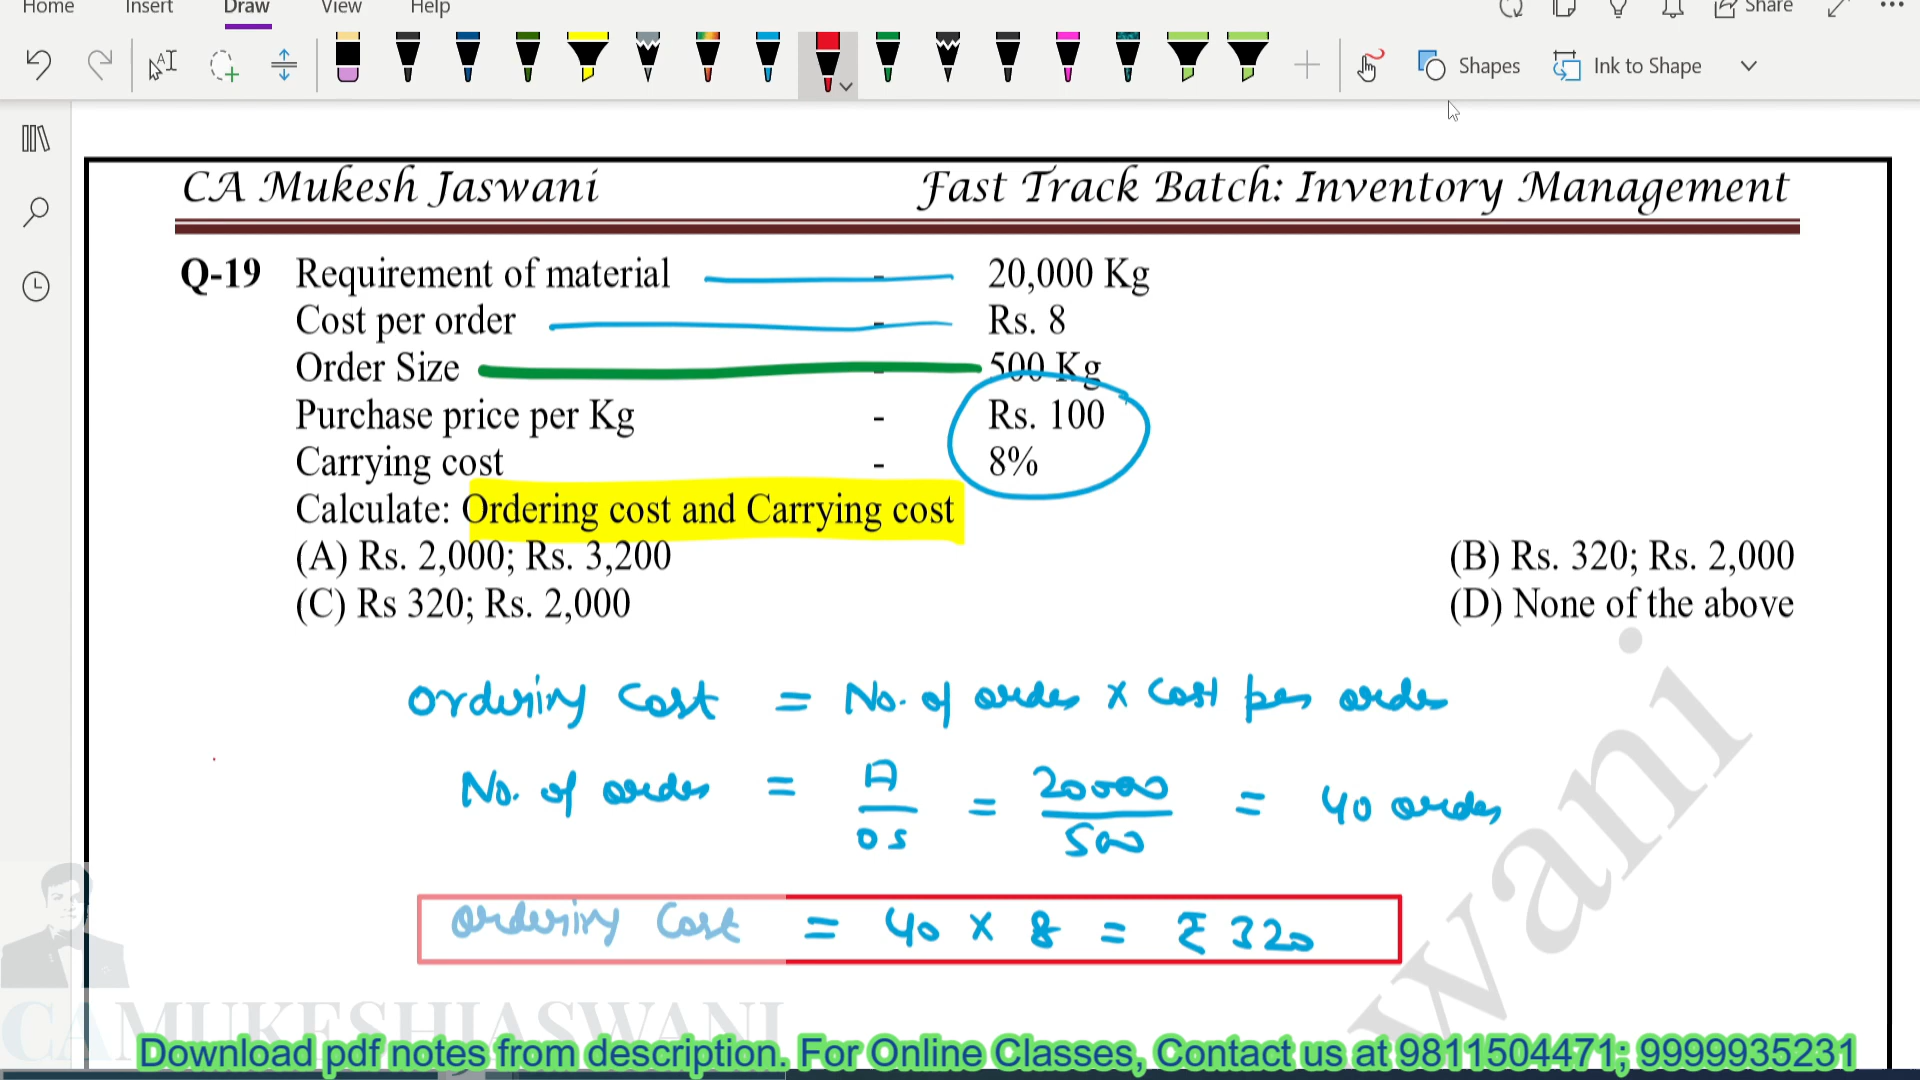 Home Insert Draw View Help Share
Shapes Ink to Shape
CA Mukesh Jaswani Fast Track Batch: Inventory Management
Q-19 Requirement of material - 20,000 Kg
Cost per order - Rs. 8
Order Size - 500 Kg
Purchase price per Kg - Rs. 100
Carrying cost - 8%
Calculate: Ordering cost and Carrying cost
(A) Rs. 2,000; Rs. 3,200 (B) Rs. 320; Rs. 2,000
(C) Rs 320; Rs. 2,000 (D) None of the above
ordering cost = No. of order x cost per order
No. of order = A/OS = 20000/500 = 40 order
ordering cost = 40 x 8 = ₹ 320
wani
CAMUKESHJASWANI
Download pdf notes from description. For Online Classes, Contact us at 9811504471; 9999935231